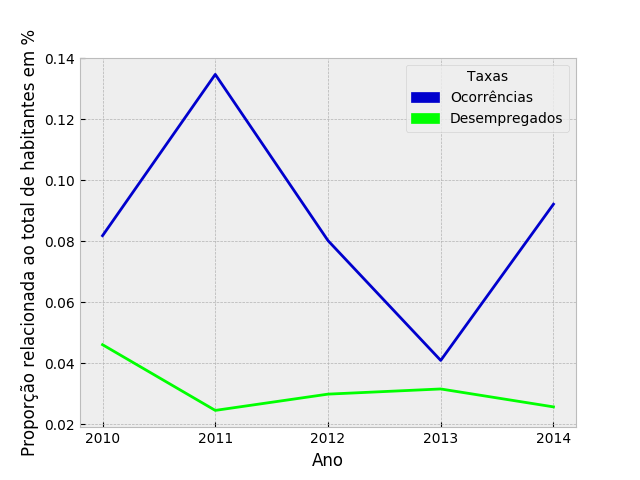 Proporção relacionada ao total de habitantes em %
0.14
0.12
0.10
0.08
0.06
0.04
0.02
Taxas
Ocorrências
Desempregados
2010 2011 2012 2013 2014
Ano